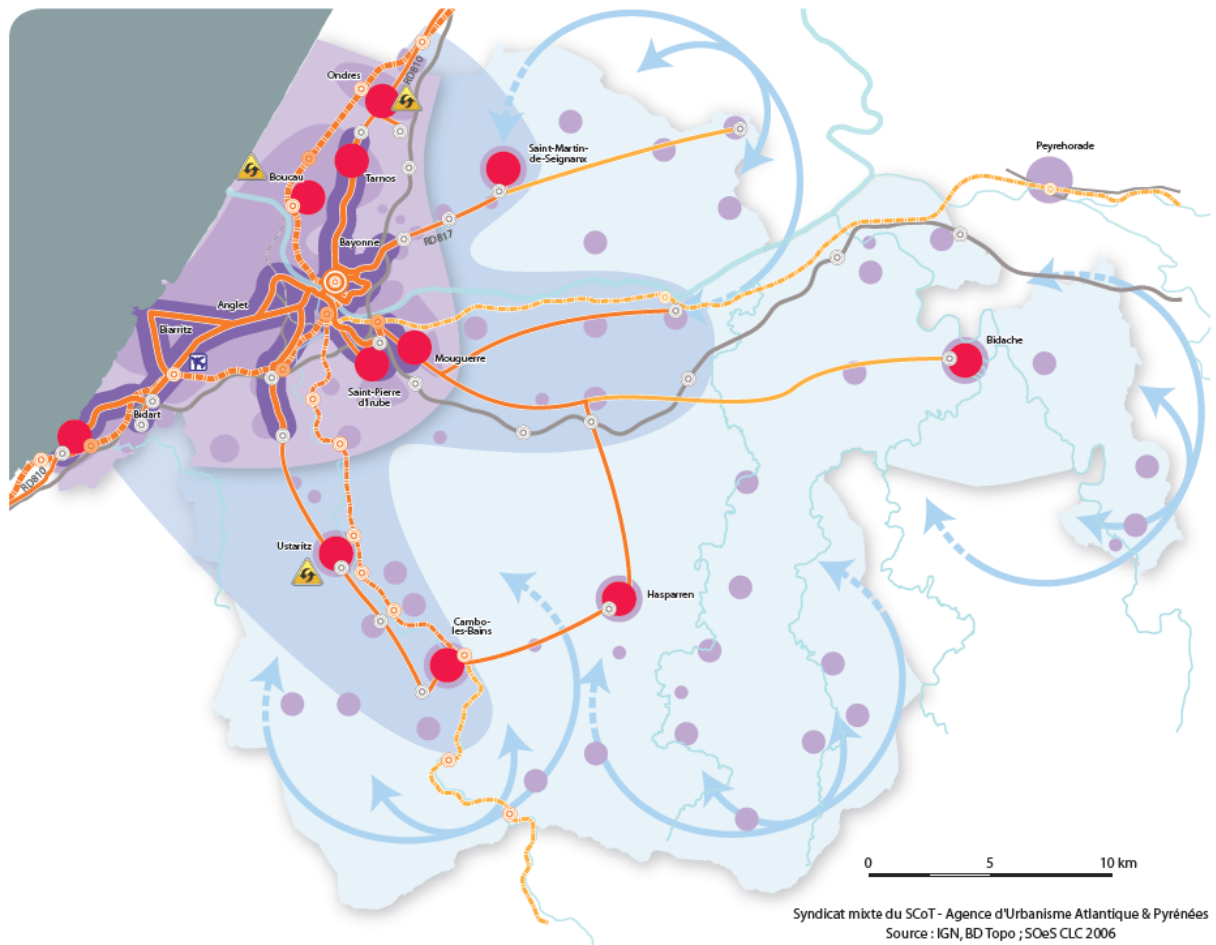 RD810
Ondres
Saint-Martin-
de-Seignanx
Peyrehorade
Boucau
Tarnos
Bayonne
RD817
Anglet
Biarritz
Mouguerre
Bidache
Saint-Pierre
d'Irube
Bidart
RD810
Ustaritz
Hasparren
Cambo-
les-Bains
0 5 10 km
Syndicat mixte du SCoT - Agence d'Urbanisme Atlantique & Pyrénées
Source : IGN, BD Topo ; SOeS CLC 2006